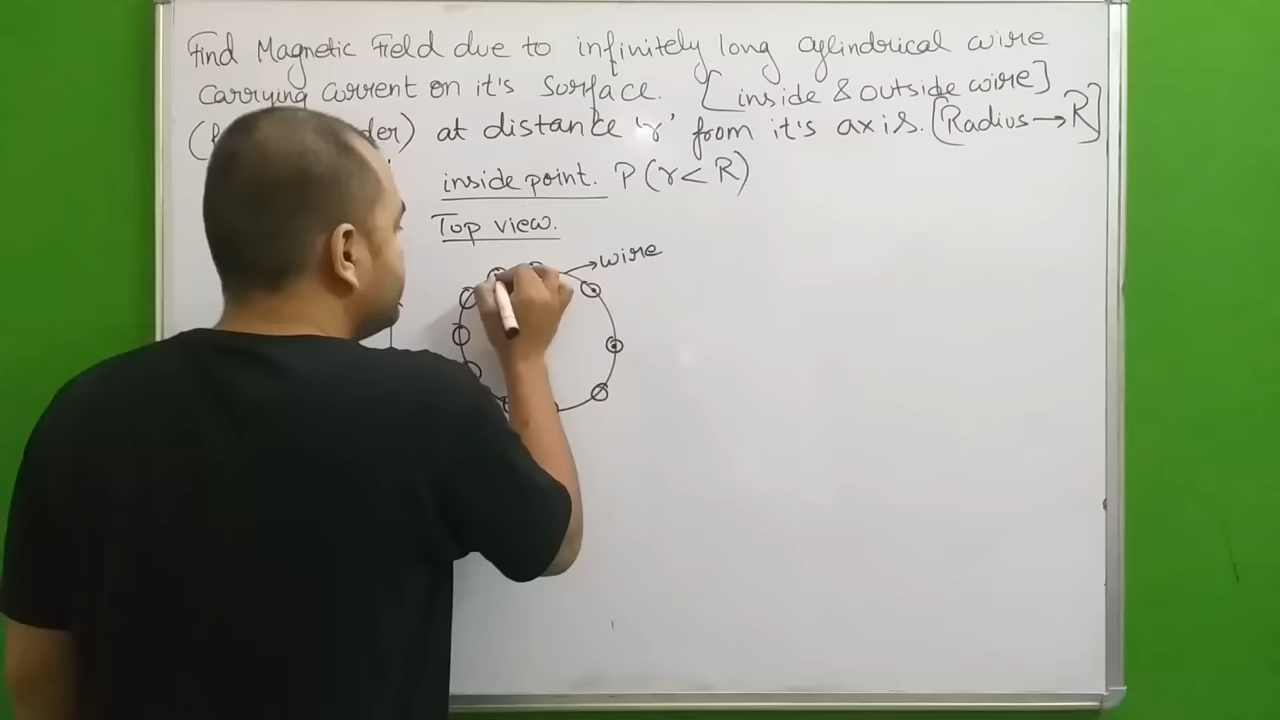 Find Magnetic Field due to infinitely long cylindrical wire
carrying current on it's Surface. [inside & outside wire]
at distance 'r' from it's axis. [Radius → R]
inside point. P(r < R)
Top view.
→ wire